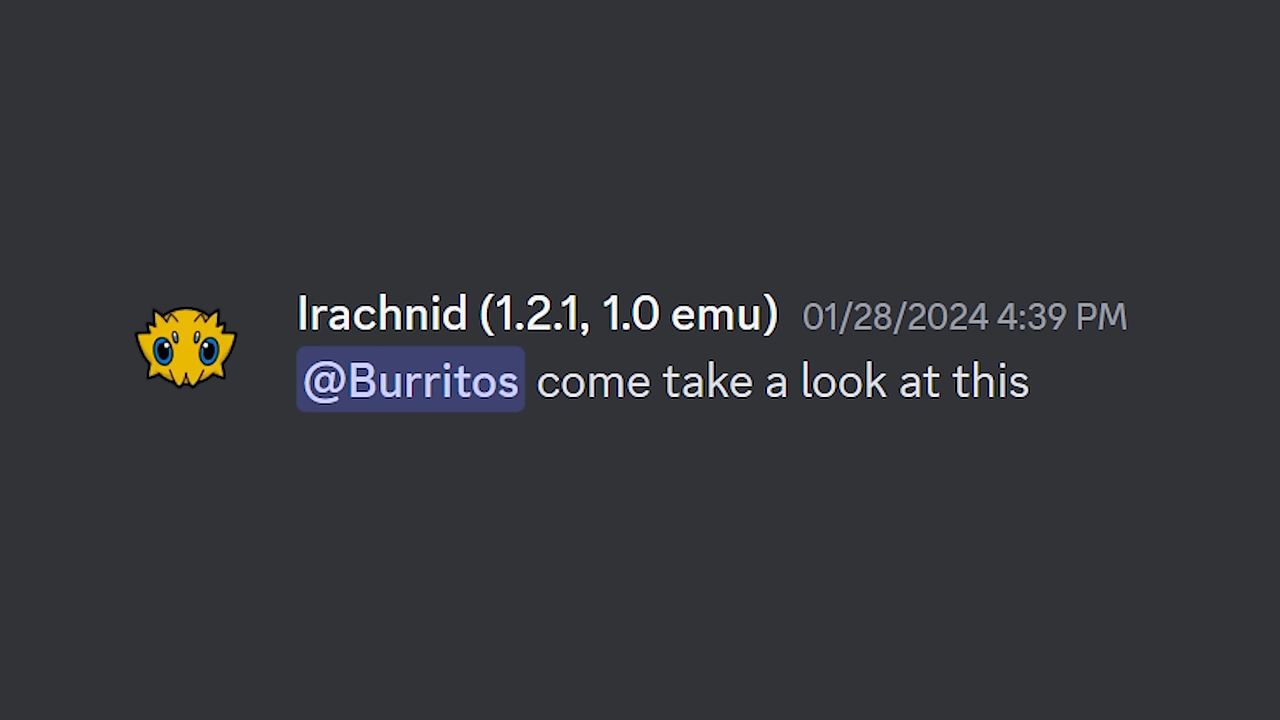 Irachnid (1.2.1, 1.0 emu) 01/28/2024 4:39 PM
@Burritos come take a look at this